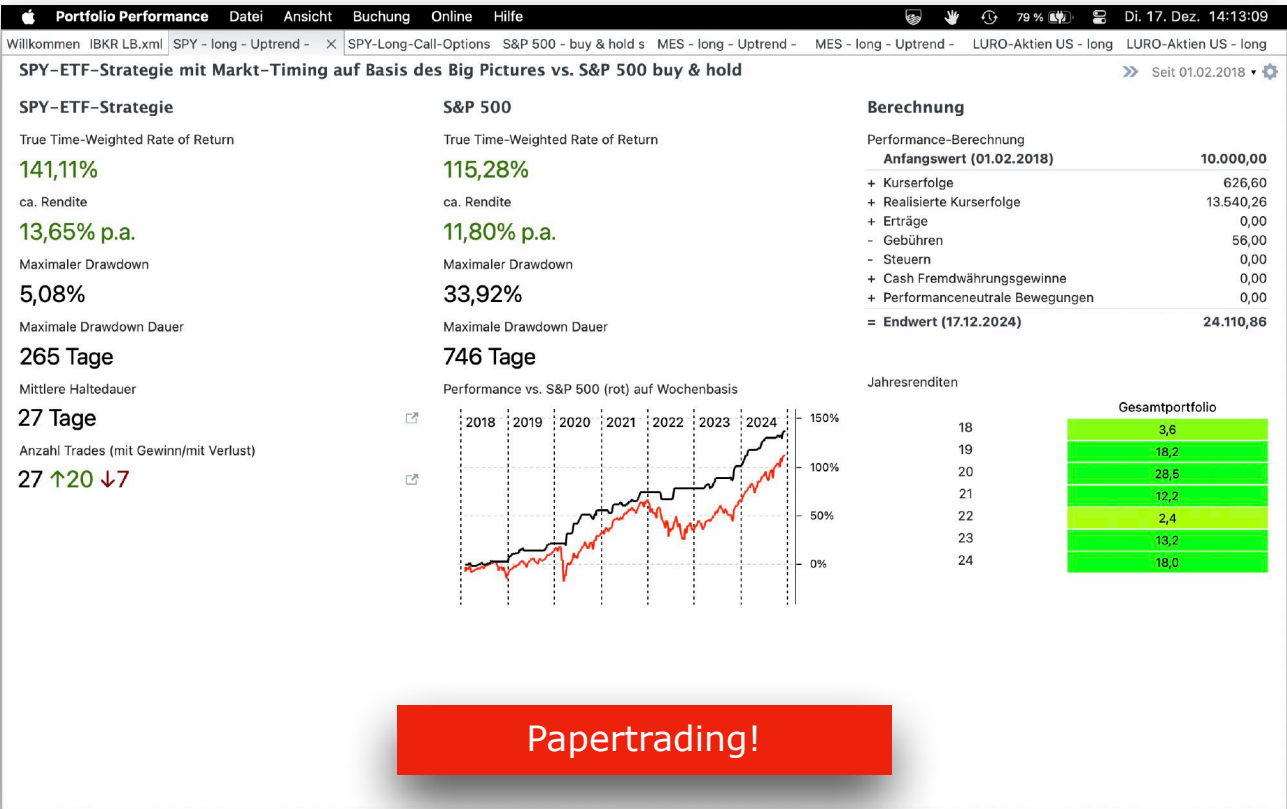 Portfolio Performance Datei Ansicht Buchung Online Hilfe 79 % Di. 17. Dez. 14:13:09
Willkommen IBKR LB.xml SPY - long - Uptrend - × SPY-Long-Call-Options S&P 500 - buy & hold s MES - long - Uptrend - MES - long - Uptrend - LURO-Aktien US - long LURO-Aktien US - long
SPY-ETF-Strategie mit Markt-Timing auf Basis des Big Pictures vs. S&P 500 buy & hold
Seit 01.02.2018
SPY-ETF-Strategie
True Time-Weighted Rate of Return
141,11%
ca. Rendite
13,65% p.a.
Maximaler Drawdown
5,08%
Maximale Drawdown Dauer
265 Tage
Mittlere Haltedauer
27 Tage
Anzahl Trades (mit Gewinn/mit Verlust)
27 ↑20 ↓7
S&P 500
True Time-Weighted Rate of Return
115,28%
ca. Rendite
11,80% p.a.
Maximaler Drawdown
33,92%
Maximale Drawdown Dauer
746 Tage
Performance vs. S&P 500 (rot) auf Wochenbasis
2018 2019 2020 2021 2022 2023 2024
150%
100%
50%
0%
Berechnung
Performance-Berechnung
Anfangswert (01.02.2018) 10.000,00
+ Kurserfolge 626,60
+ Realisierte Kurserfolge 13.540,26
+ Erträge 0,00
- Gebühren 56,00
- Steuern 0,00
+ Cash Fremdwährungsgewinne 0,00
+ Performanceneutrale Bewegungen 0,00
= Endwert (17.12.2024) 24.110,86
Jahresrenditen
Gesamtportfolio
18 3,6
19 18,2
20 28,5
21 12,2
22 2,4
23 13,2
24 18,0
Papertrading!